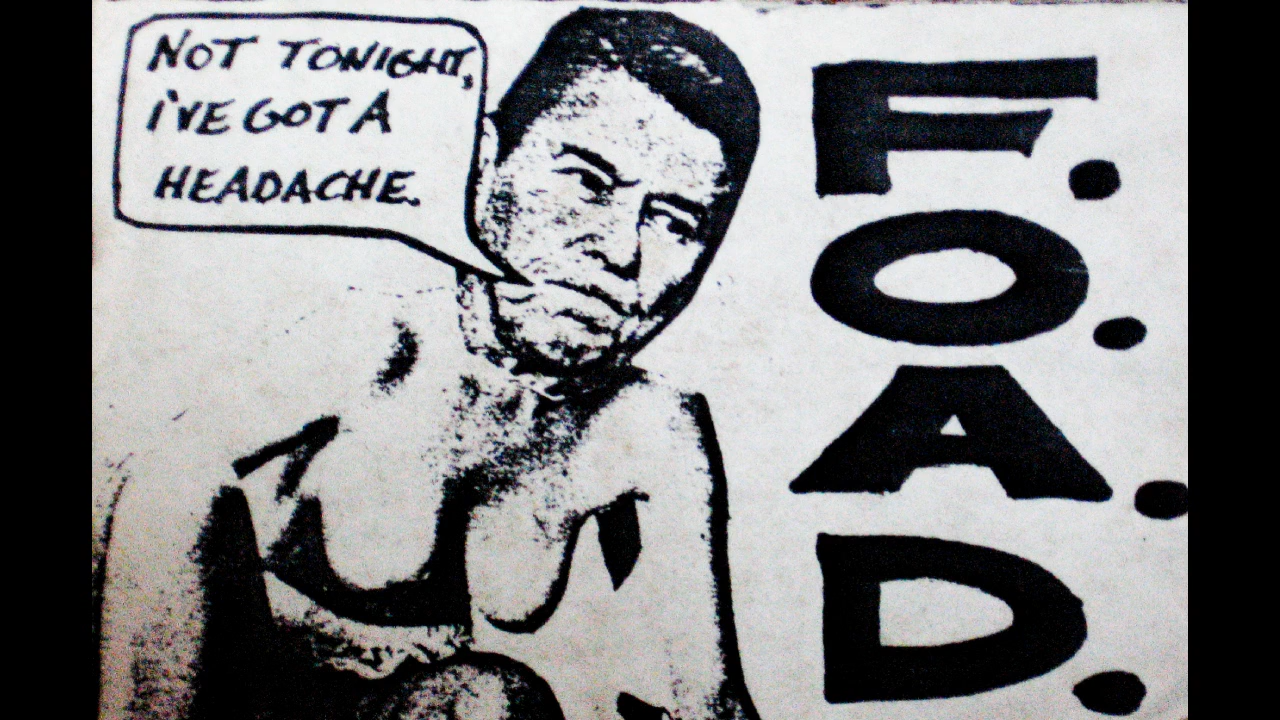 NOT TONIGHT,
I'VE GOT A
HEADACHE.
F.
O.
A.
D.